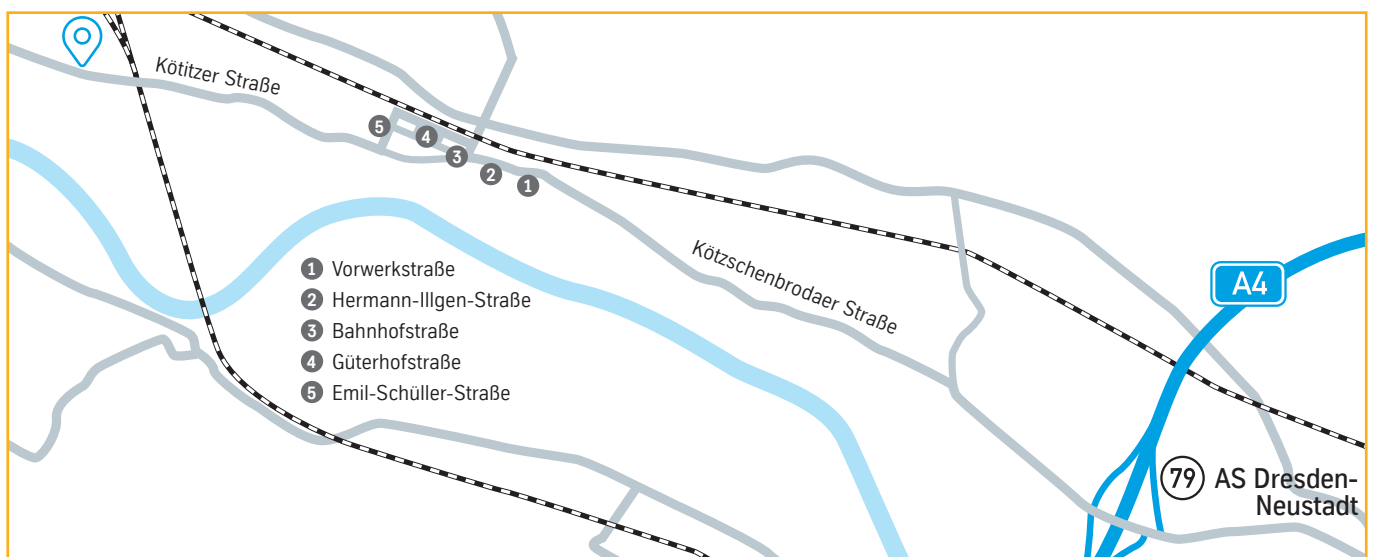 Kötitzer Straße
5
4
3
2
1
Kötzschenbrodaer Straße
1 Vorwerkstraße
2 Hermann-Illgen-Straße
3 Bahnhofstraße
4 Güterhofstraße
5 Emil-Schüller-Straße
A4
79 AS Dresden-
Neustadt